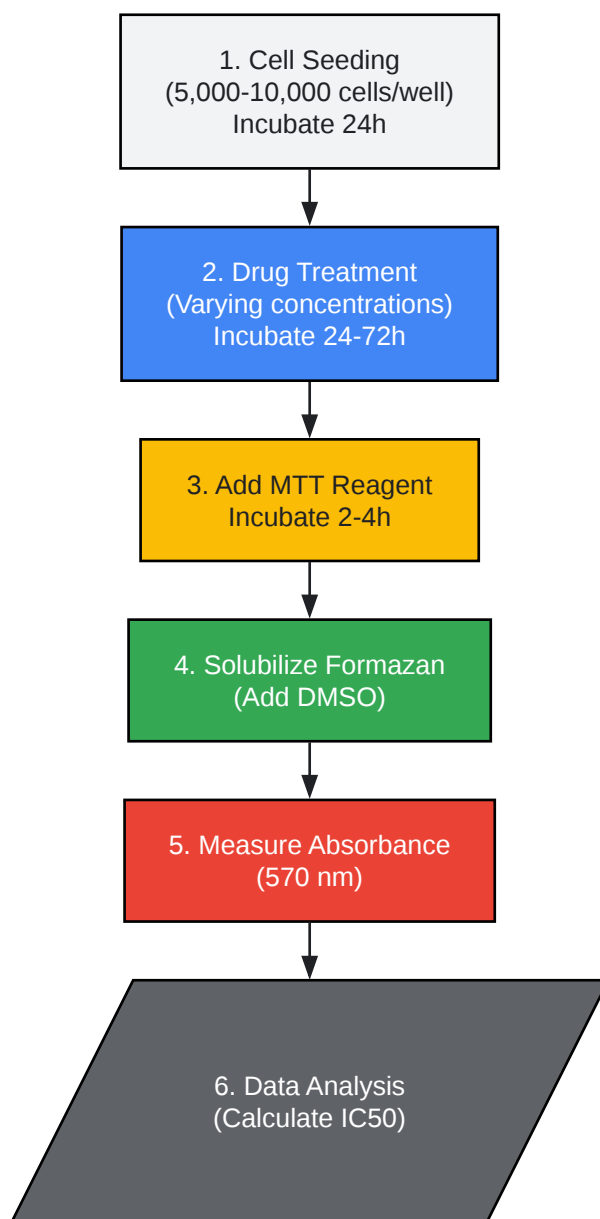 1. Cell Seeding
(5,000-10,000 cells/well)
Incubate 24h
2. Drug Treatment
(Varying concentrations)
Incubate 24-72h
3. Add MTT Reagent
Incubate 2-4h
4. Solubilize Formazan
(Add DMSO)
5. Measure Absorbance
(570 nm)
6. Data Analysis
(Calculate IC50)